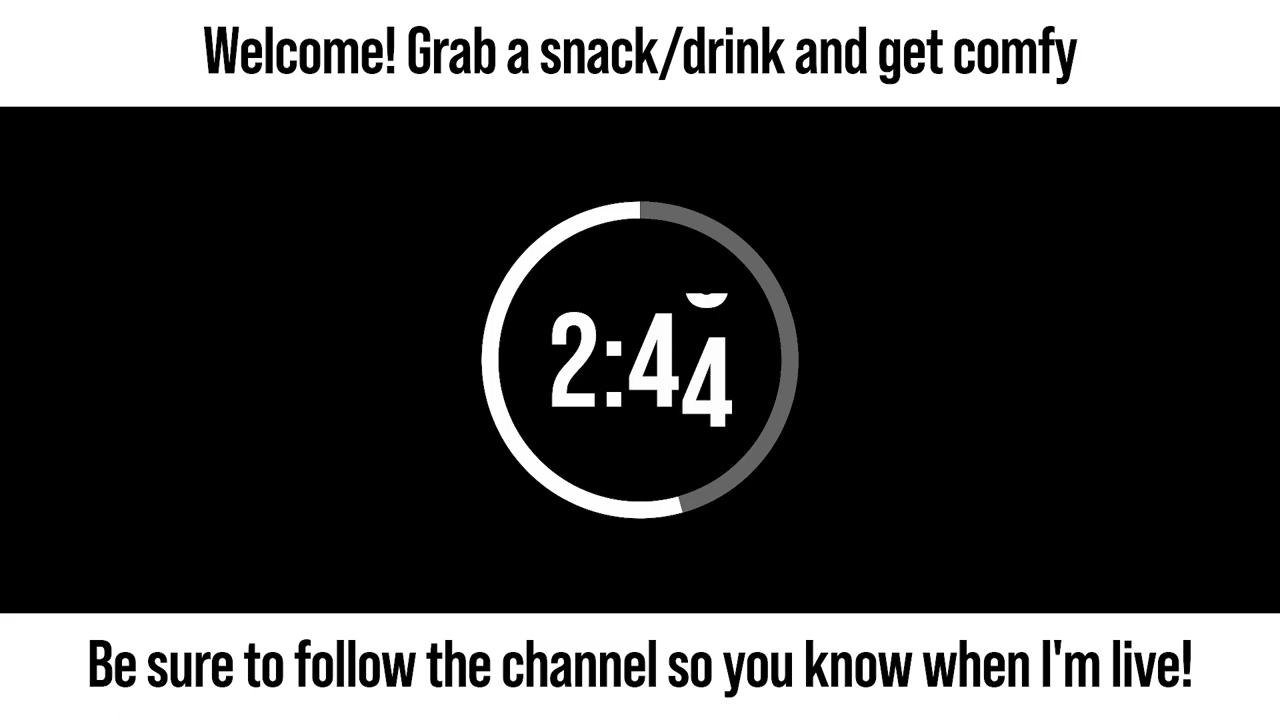 Welcome! Grab a snack/drink and get comfy
2:44
Be sure to follow the channel so you know when I'm live!